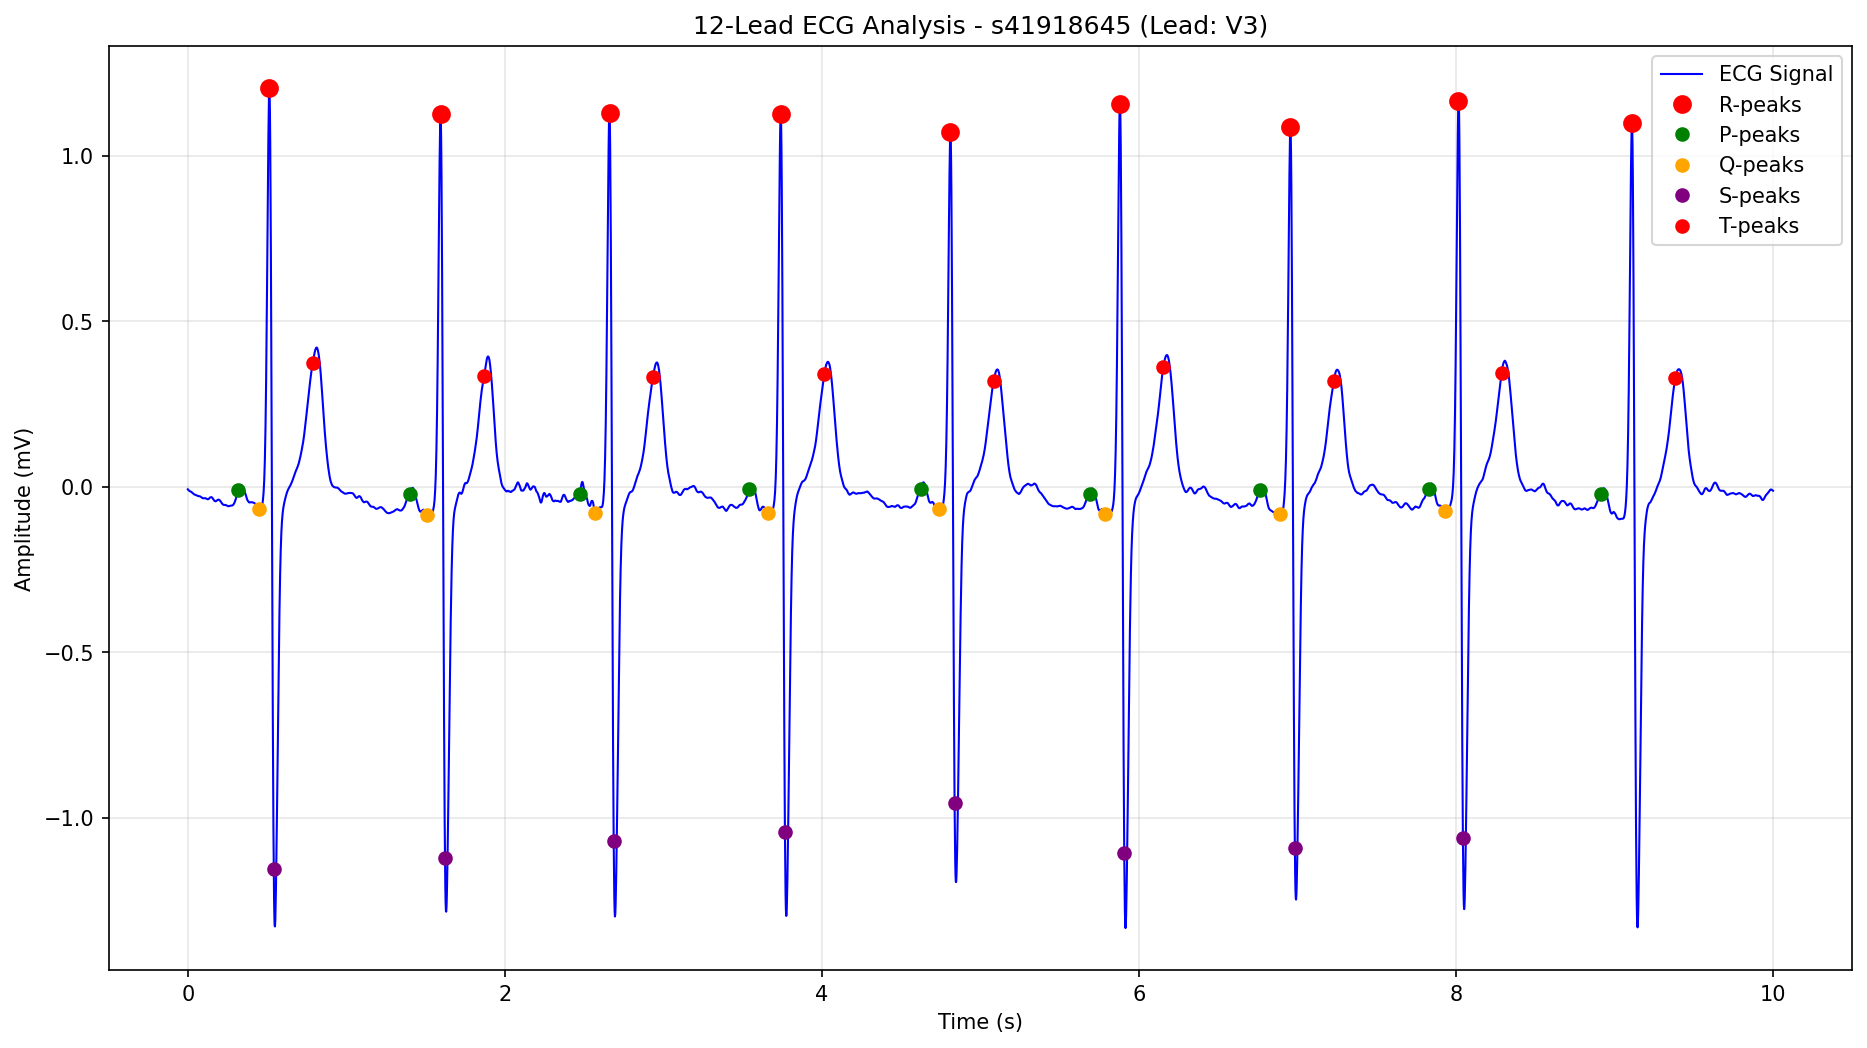 12-Lead ECG Analysis - s41918645 (Lead: V3)
ECG Signal
R-peaks
P-peaks
Q-peaks
S-peaks
T-peaks
Amplitude (mV)
1.0
0.5
0.0
−0.5
−1.0
0 2 4 6 8 10
Time (s)